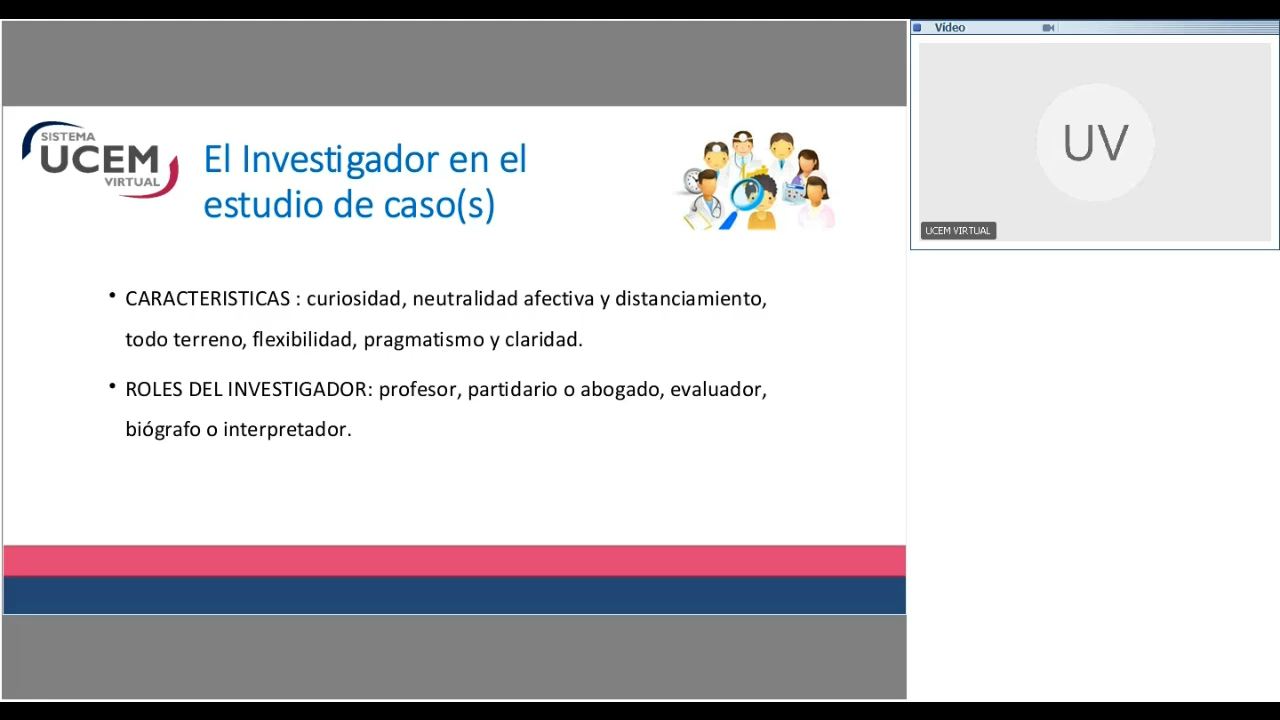 SISTEMA
UCEM
VIRTUAL
El Investigador en el
estudio de caso(s)
• CARACTERISTICAS : curiosidad, neutralidad afectiva y distanciamiento,
todo terreno, flexibilidad, pragmatismo y claridad.
• ROLES DEL INVESTIGADOR: profesor, partidario o abogado, evaluador,
biógrafo o interpretador.
Vídeo
UV
UCEM VIRTUAL